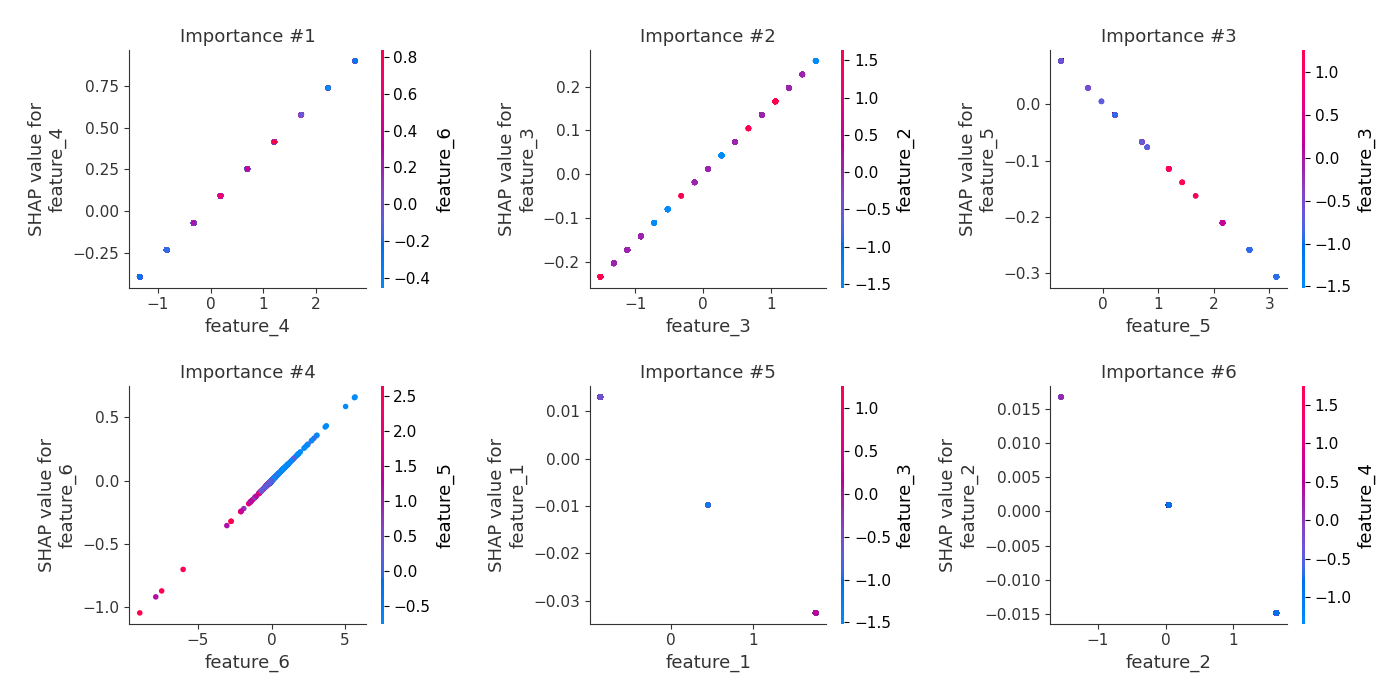 Importance #1
SHAP value for
feature_4
0.75
0.50
0.25
0.00
−0.25
−1
0
1
2
feature_4
0.8
0.6
0.4
0.2
0.0
−0.2
−0.4
feature_6
Importance #2
SHAP value for
feature_3
0.2
0.1
0.0
−0.1
−0.2
−1
0
1
feature_3
1.5
1.0
0.5
0.0
−0.5
−1.0
−1.5
feature_2
Importance #3
SHAP value for
feature_5
0.0
−0.1
−0.2
−0.3
0
1
2
3
feature_5
1.0
0.5
0.0
−0.5
−1.0
−1.5
feature_3
Importance #4
SHAP value for
feature_6
0.5
0.0
−0.5
−1.0
−5
0
5
feature_6
2.5
2.0
1.5
1.0
0.5
0.0
−0.5
feature_5
Importance #5
SHAP value for
feature_1
0.01
0.00
−0.01
−0.02
−0.03
0
1
feature_1
1.0
0.5
0.0
−0.5
−1.0
−1.5
feature_3
Importance #6
SHAP value for
feature_2
0.015
0.010
0.005
0.000
−0.005
−0.010
−0.015
−1
0
1
feature_2
1.5
1.0
0.5
0.0
−0.5
−1.0
feature_4